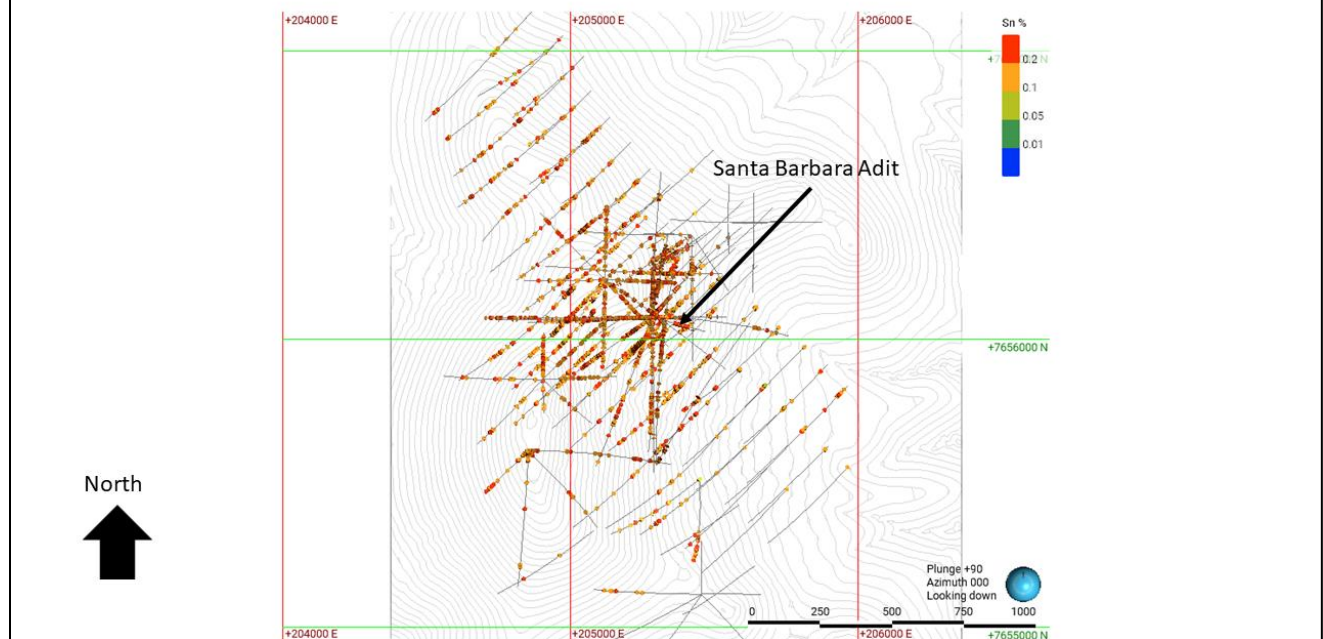 +204000 E
+205000 E
+206000 E
Sn %
0.2
0.1
0.05
0.01
Santa Barbara Adit
+7656000 N
North
Plunge +90
Azimuth 000
Looking down
0 250 500 750 1000
+204000 E
+205000 E
+206000 E
+7655000 N